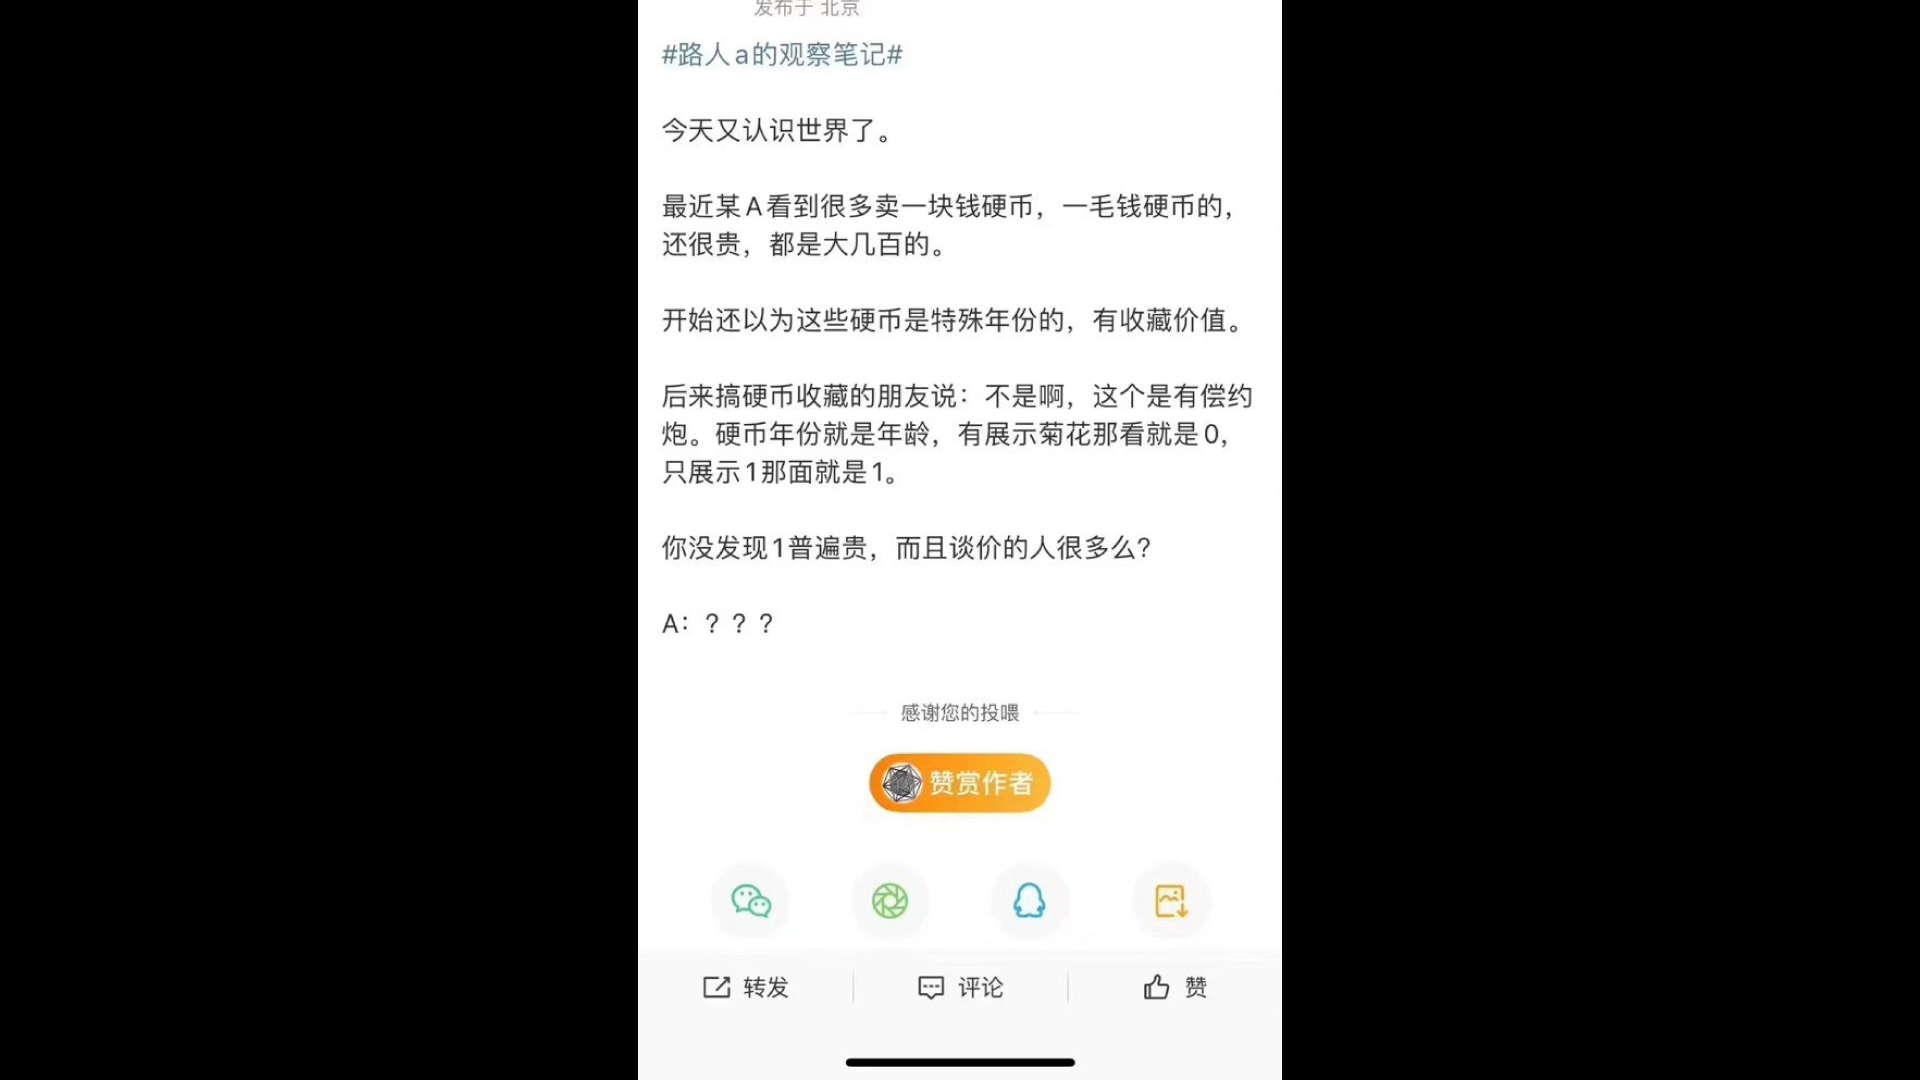 发布于 北京
#路人a的观察笔记#
今天又认识世界了。
最近某A看到很多卖一块钱硬币，一毛钱硬币的，
还很贵，都是大几百的。
开始还以为这些硬币是特殊年份的，有收藏价值。
后来搞硬币收藏的朋友说：不是啊，这个是有偿约
炮。硬币年份就是年龄，有展示菊花那看就是0，
只展示1那面就是1。
你没发现1普遍贵，而且谈价的人很多么？
A：？？？
感谢您的投喂
赞赏作者
转发
评论
赞